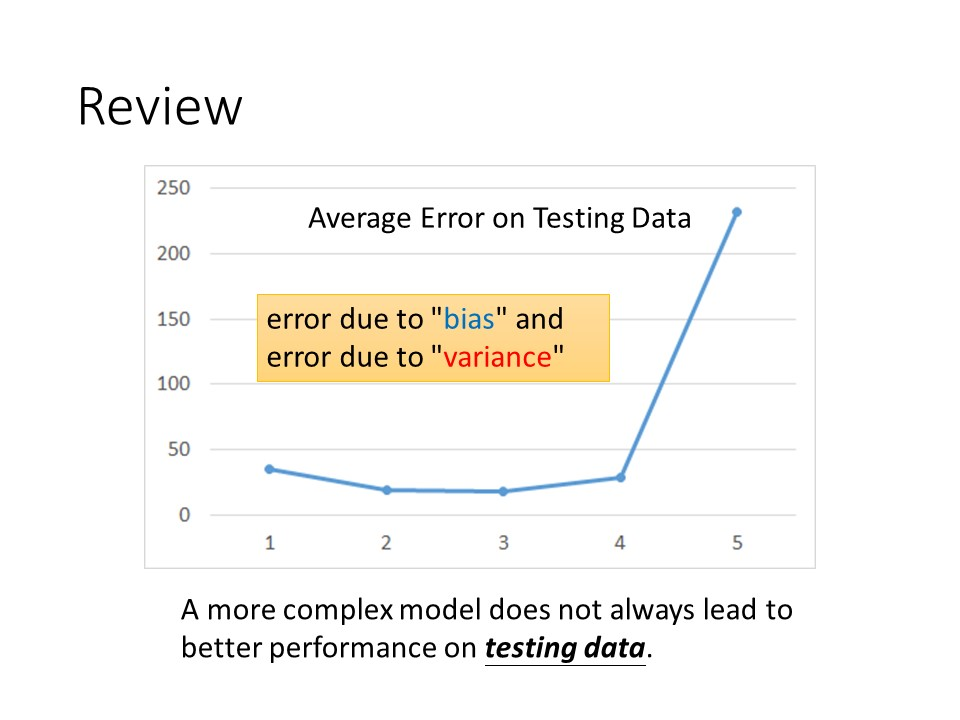 Review
250
Average Error on Testing Data
200
150
error due to "bias" and
error due to "variance"
100
50
0
1 2 3 4 5
A more complex model does not always lead to
better performance on testing data.